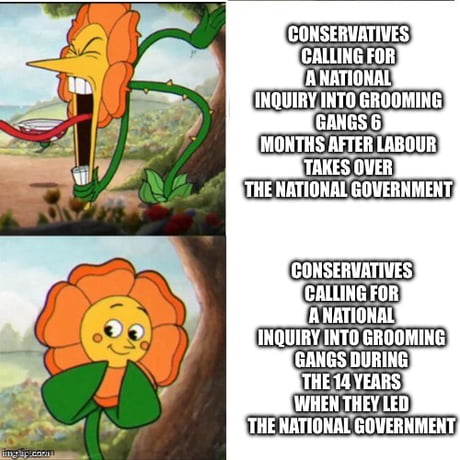 CONSERVATIVES
CALLING FOR
A NATIONAL
INQUIRY INTO GROOMING
GANGS 6
MONTHS AFTER LABOUR
TAKES OVER
THE NATIONAL GOVERNMENT
CONSERVATIVES
CALLING FOR
A NATIONAL
INQUIRY INTO GROOMING
GANGS DURING
THE 14 YEARS
WHEN THEY LED
THE NATIONAL GOVERNMENT
imgflip.com